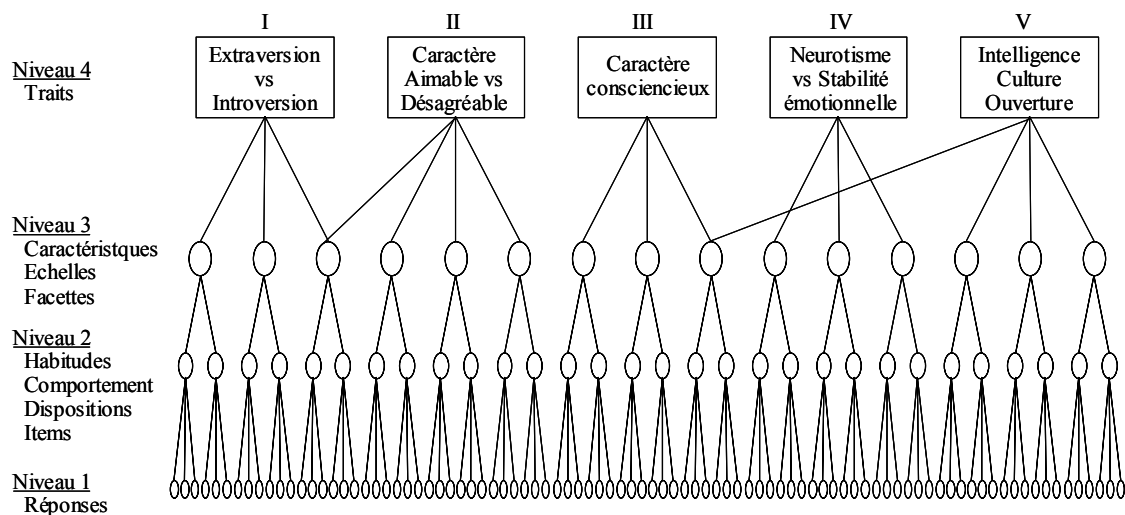 I II III IV V
Niveau 4
Traits
Extraversion
vs
Introversion
Caractère
Aimable vs
Désagréable
Caractère
consciencieux
Neurotisme
vs Stabilité
émotionnelle
Intelligence
Culture
Ouverture
Niveau 3
Caractéristques
Echelles
Facettes
Niveau 2
Habitudes
Comportement
Dispositions
Items
Niveau 1
Réponses